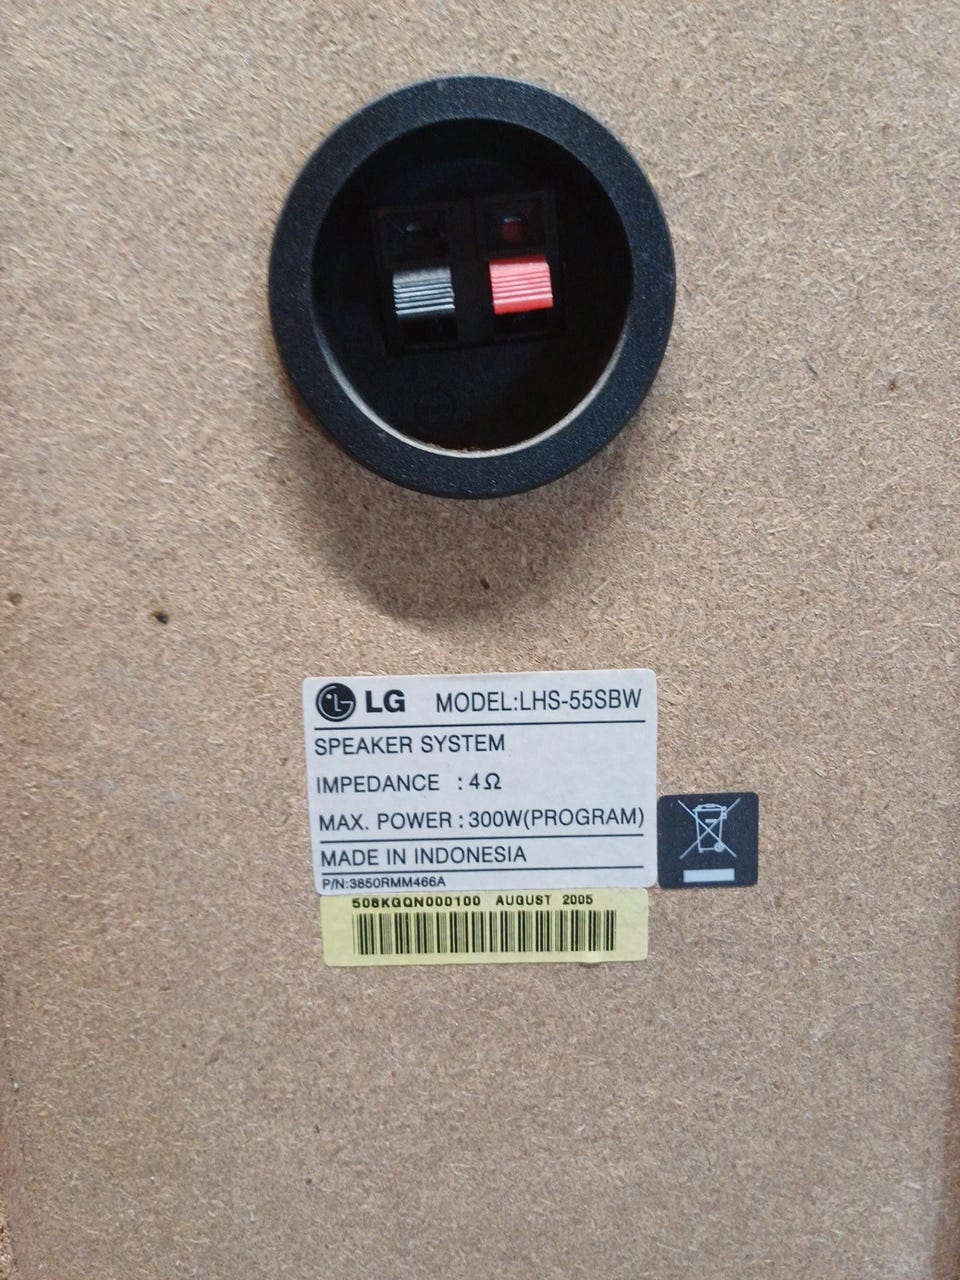 LG MODEL:LHS-55SBW
SPEAKER SYSTEM
IMPEDANCE : 4Ω
MAX. POWER : 300W(PROGRAM)
MADE IN INDONESIA
P/N:3850RMM466A
508KGQN000100 AUGUST 2005